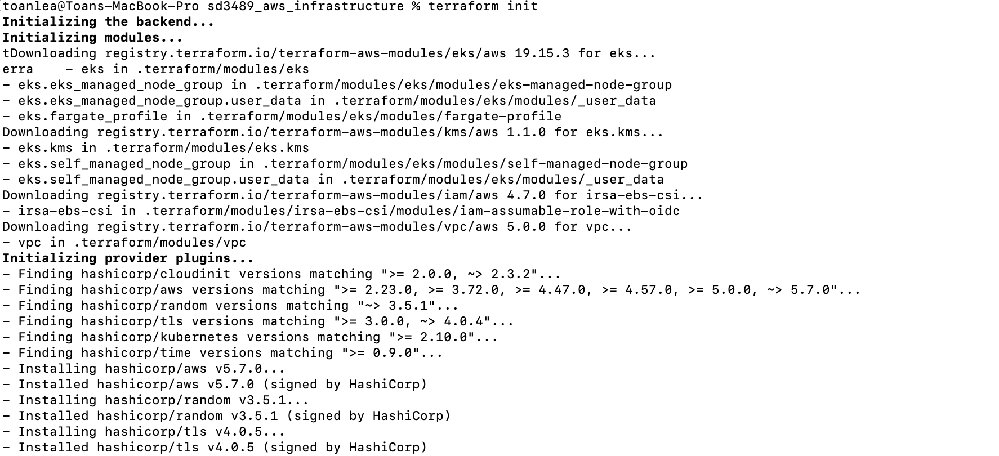 toanlea@Toans-MacBook-Pro sd3489_aws_infrastructure % terraform init
Initializing the backend...
Initializing modules...
tDownloading registry.terraform.io/terraform-aws-modules/eks/aws 19.15.3 for eks...
erra    - eks in .terraform/modules/eks
- eks.eks_managed_node_group in .terraform/modules/eks/modules/eks-managed-node-group
- eks.eks_managed_node_group.user_data in .terraform/modules/eks/modules/_user_data
- eks.fargate_profile in .terraform/modules/eks/modules/fargate-profile
Downloading registry.terraform.io/terraform-aws-modules/kms/aws 1.1.0 for eks.kms...
- eks.kms in .terraform/modules/eks.kms
- eks.self_managed_node_group in .terraform/modules/eks/modules/self-managed-node-group
- eks.self_managed_node_group.user_data in .terraform/modules/eks/modules/_user_data
Downloading registry.terraform.io/terraform-aws-modules/iam/aws 4.7.0 for irsa-ebs-csi...
- irsa-ebs-csi in .terraform/modules/irsa-ebs-csi/modules/iam-assumable-role-with-oidc
Downloading registry.terraform.io/terraform-aws-modules/vpc/aws 5.0.0 for vpc...
- vpc in .terraform/modules/vpc
Initializing provider plugins...
- Finding hashicorp/cloudinit versions matching ">= 2.0.0, ~> 2.3.2"...
- Finding hashicorp/aws versions matching ">= 2.23.0, >= 3.72.0, >= 4.47.0, >= 4.57.0, >= 5.0.0, ~> 5.7.0"...
- Finding hashicorp/random versions matching "~> 3.5.1"...
- Finding hashicorp/tls versions matching ">= 3.0.0, ~> 4.0.4"...
- Finding hashicorp/kubernetes versions matching ">= 2.10.0"...
- Finding hashicorp/time versions matching ">= 0.9.0"...
- Installing hashicorp/aws v5.7.0...
- Installed hashicorp/aws v5.7.0 (signed by HashiCorp)
- Installing hashicorp/random v3.5.1...
- Installed hashicorp/random v3.5.1 (signed by HashiCorp)
- Installing hashicorp/tls v4.0.5...
- Installed hashicorp/tls v4.0.5 (signed by HashiCorp)